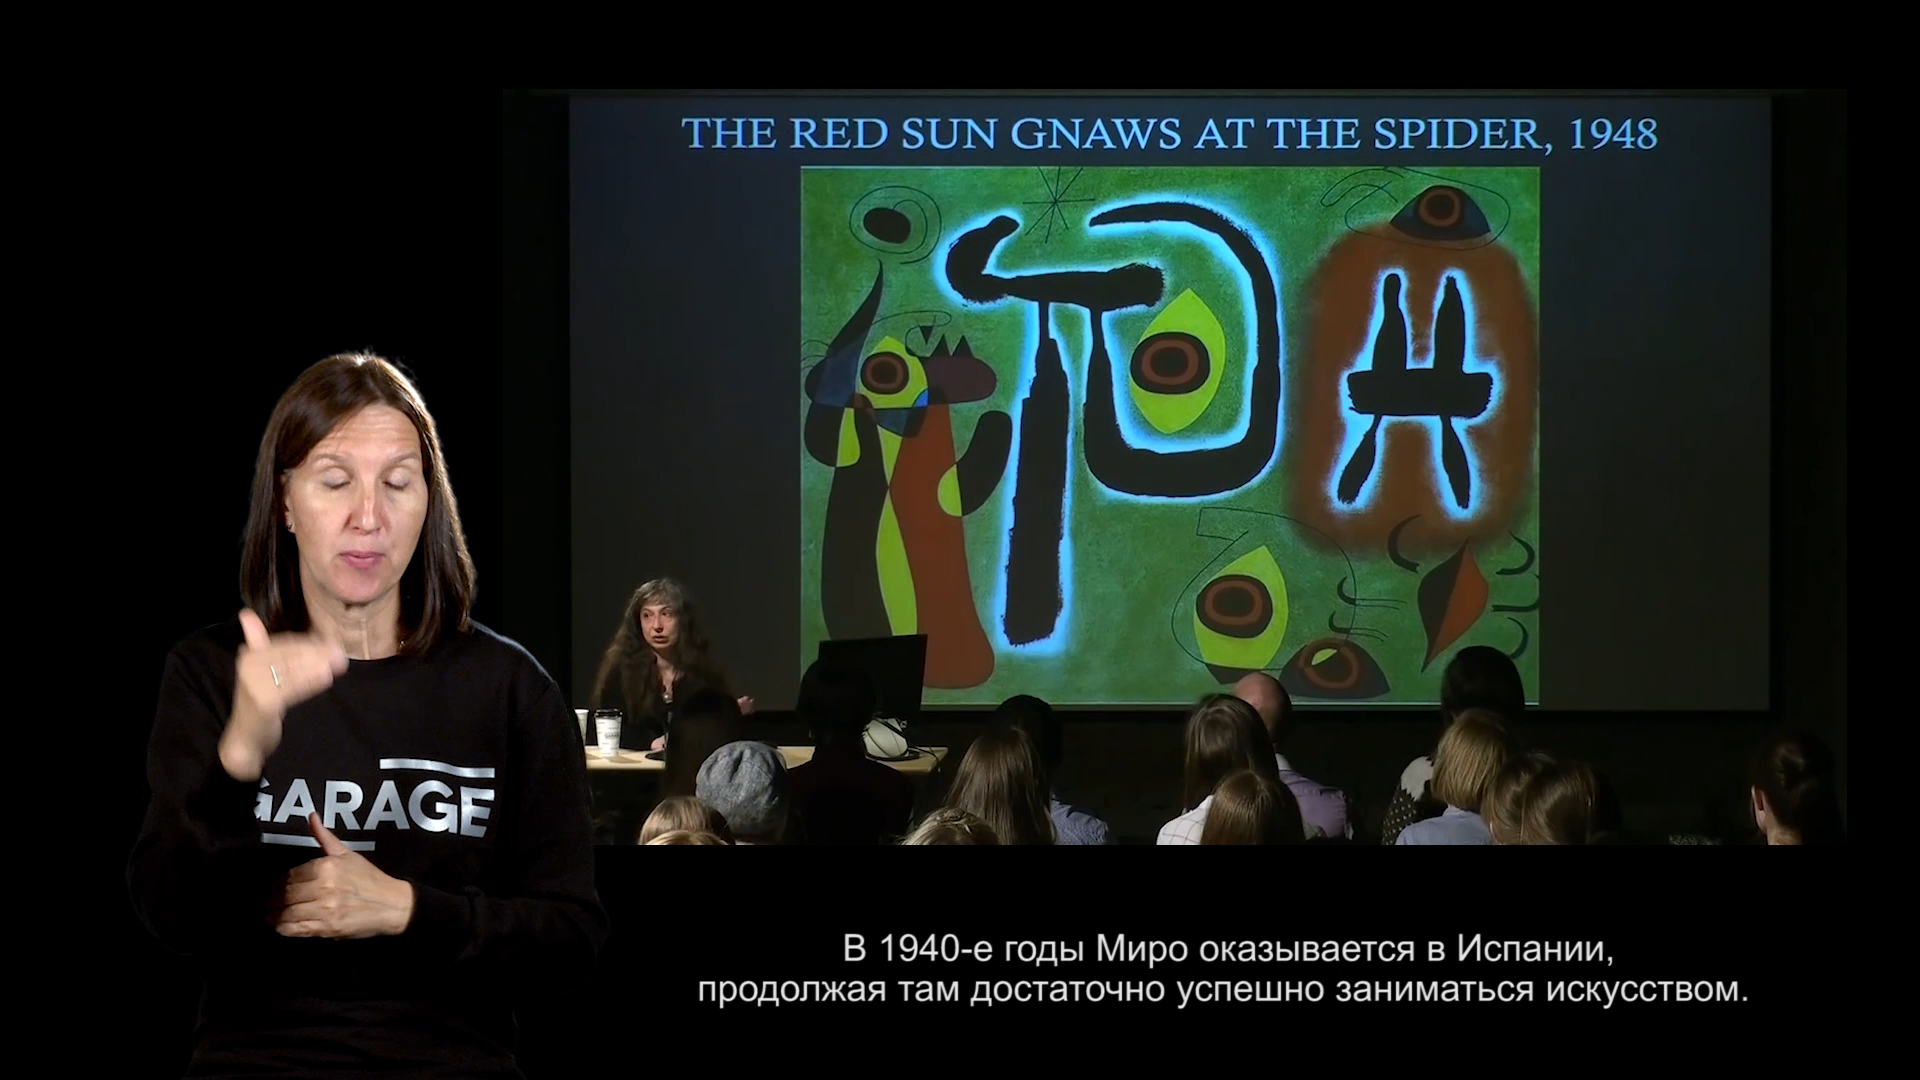 THE RED SUN GNAWS AT THE SPIDER, 1948
GARAGE
В 1940-е годы Миро оказывается в Испании,
продолжая там достаточно успешно заниматься искусством.